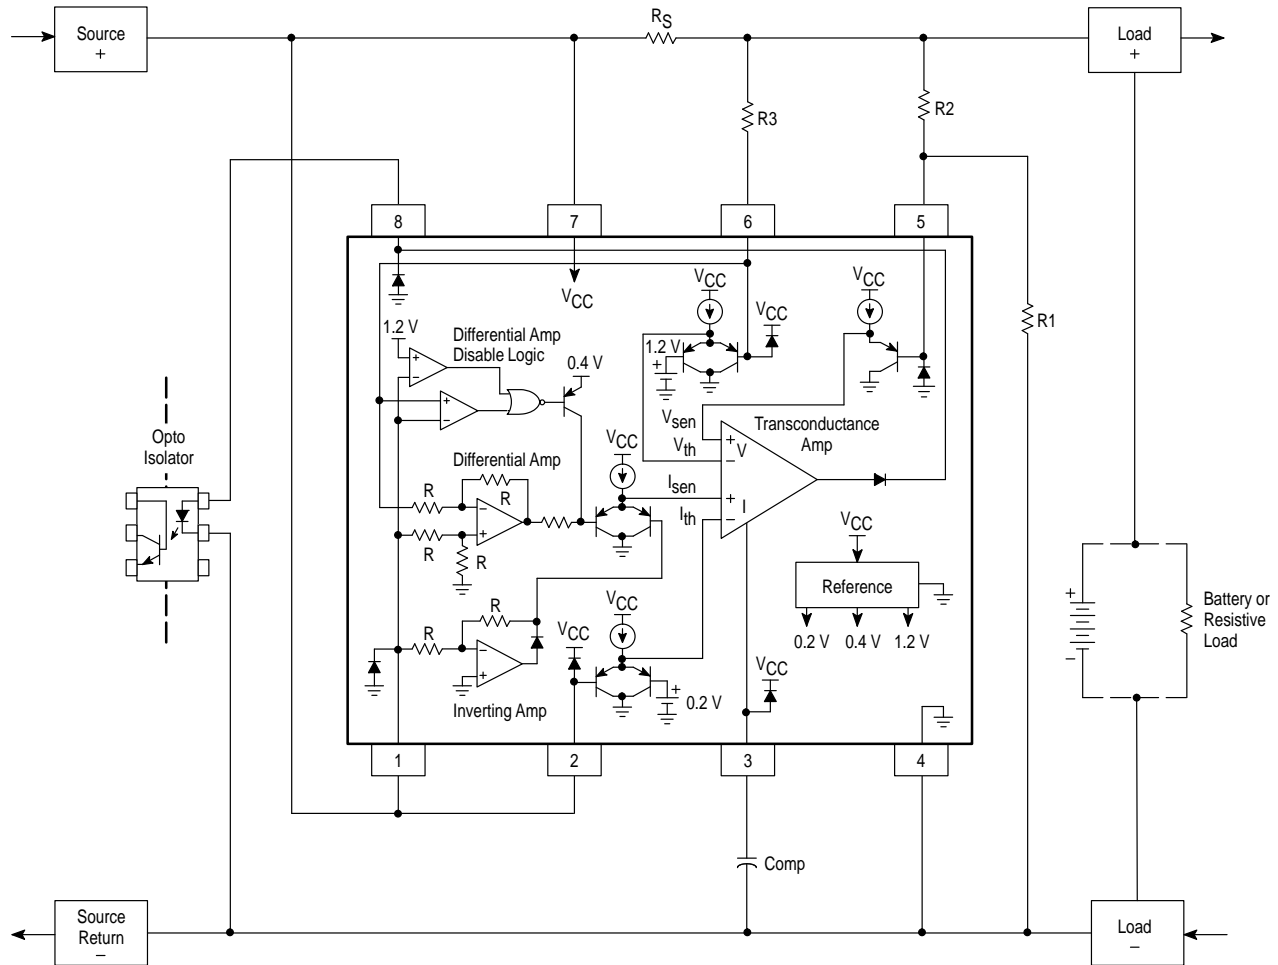 Source
+
RS
Load
+
R3
R2
8
7
6
5
VCC
VCC
VCC
VCC
R1
1.2 V
Differential Amp
Disable Logic
0.4 V
1.2 V
+
+
−
+
−
Vsen
Vth
Transconductance
Amp
+
V
−
Opto
Isolator
VCC
Differential Amp
R
R
−
+
R
R
Isen
Ith
+
I
−
VCC
Reference
0.2 V
0.4 V
1.2 V
+
−
Battery or
Resistive
Load
R
R
−
+
VCC
VCC
+
0.2 V
Inverting Amp
VCC
1
2
3
4
Comp
Source
Return
−
Load
−